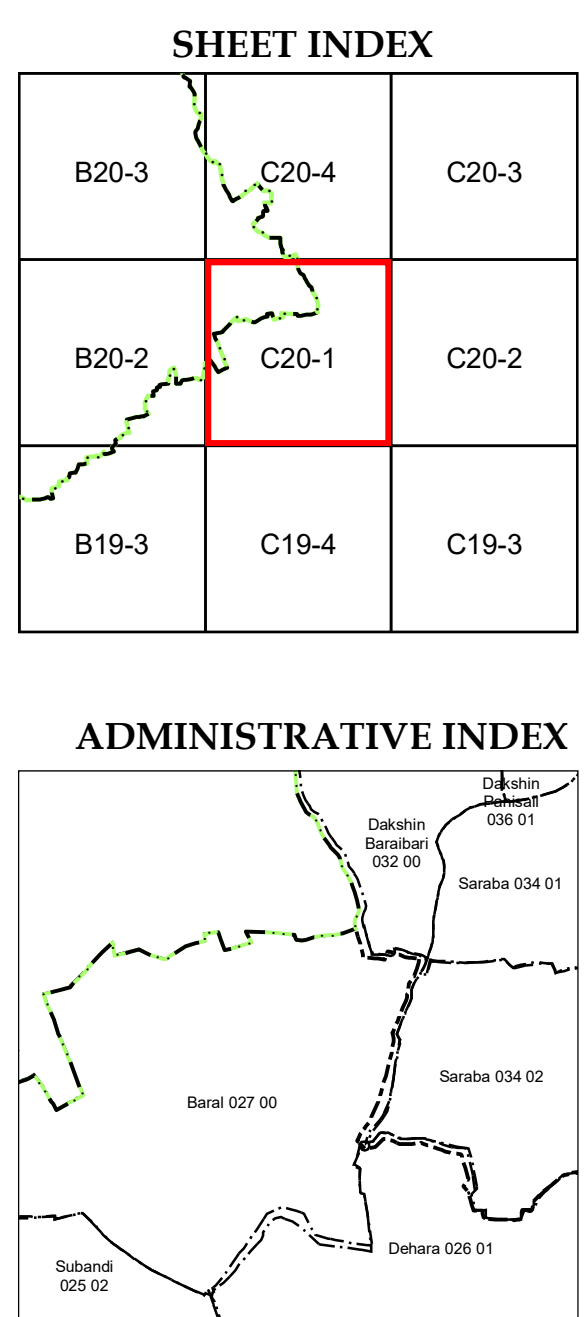 SHEET INDEX
B20-3
C20-4
C20-3
B20-2
C20-1
C20-2
B19-3
C19-4
C19-3
ADMINISTRATIVE INDEX
Dakshin
Panisail
036 01
Dakshin
Baraibari
032 00
Saraba 034 01
Saraba 034 02
Baral 027 00
Dehara 026 01
Subandi
025 02